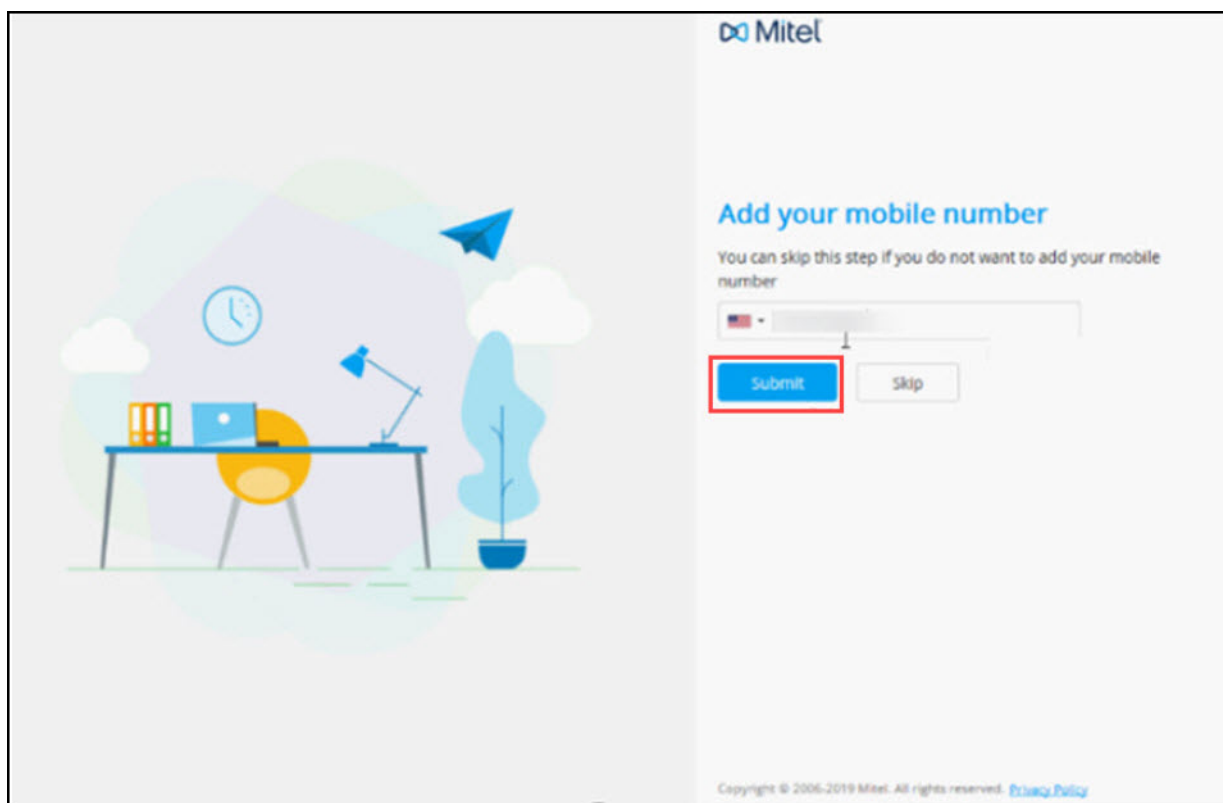 Mitel
Add your mobile number
You can skip this step if you do not want to add your mobile
number
Submit
Skip
Copyright © 2006-2019 Mitel. All rights reserved. Privacy Policy